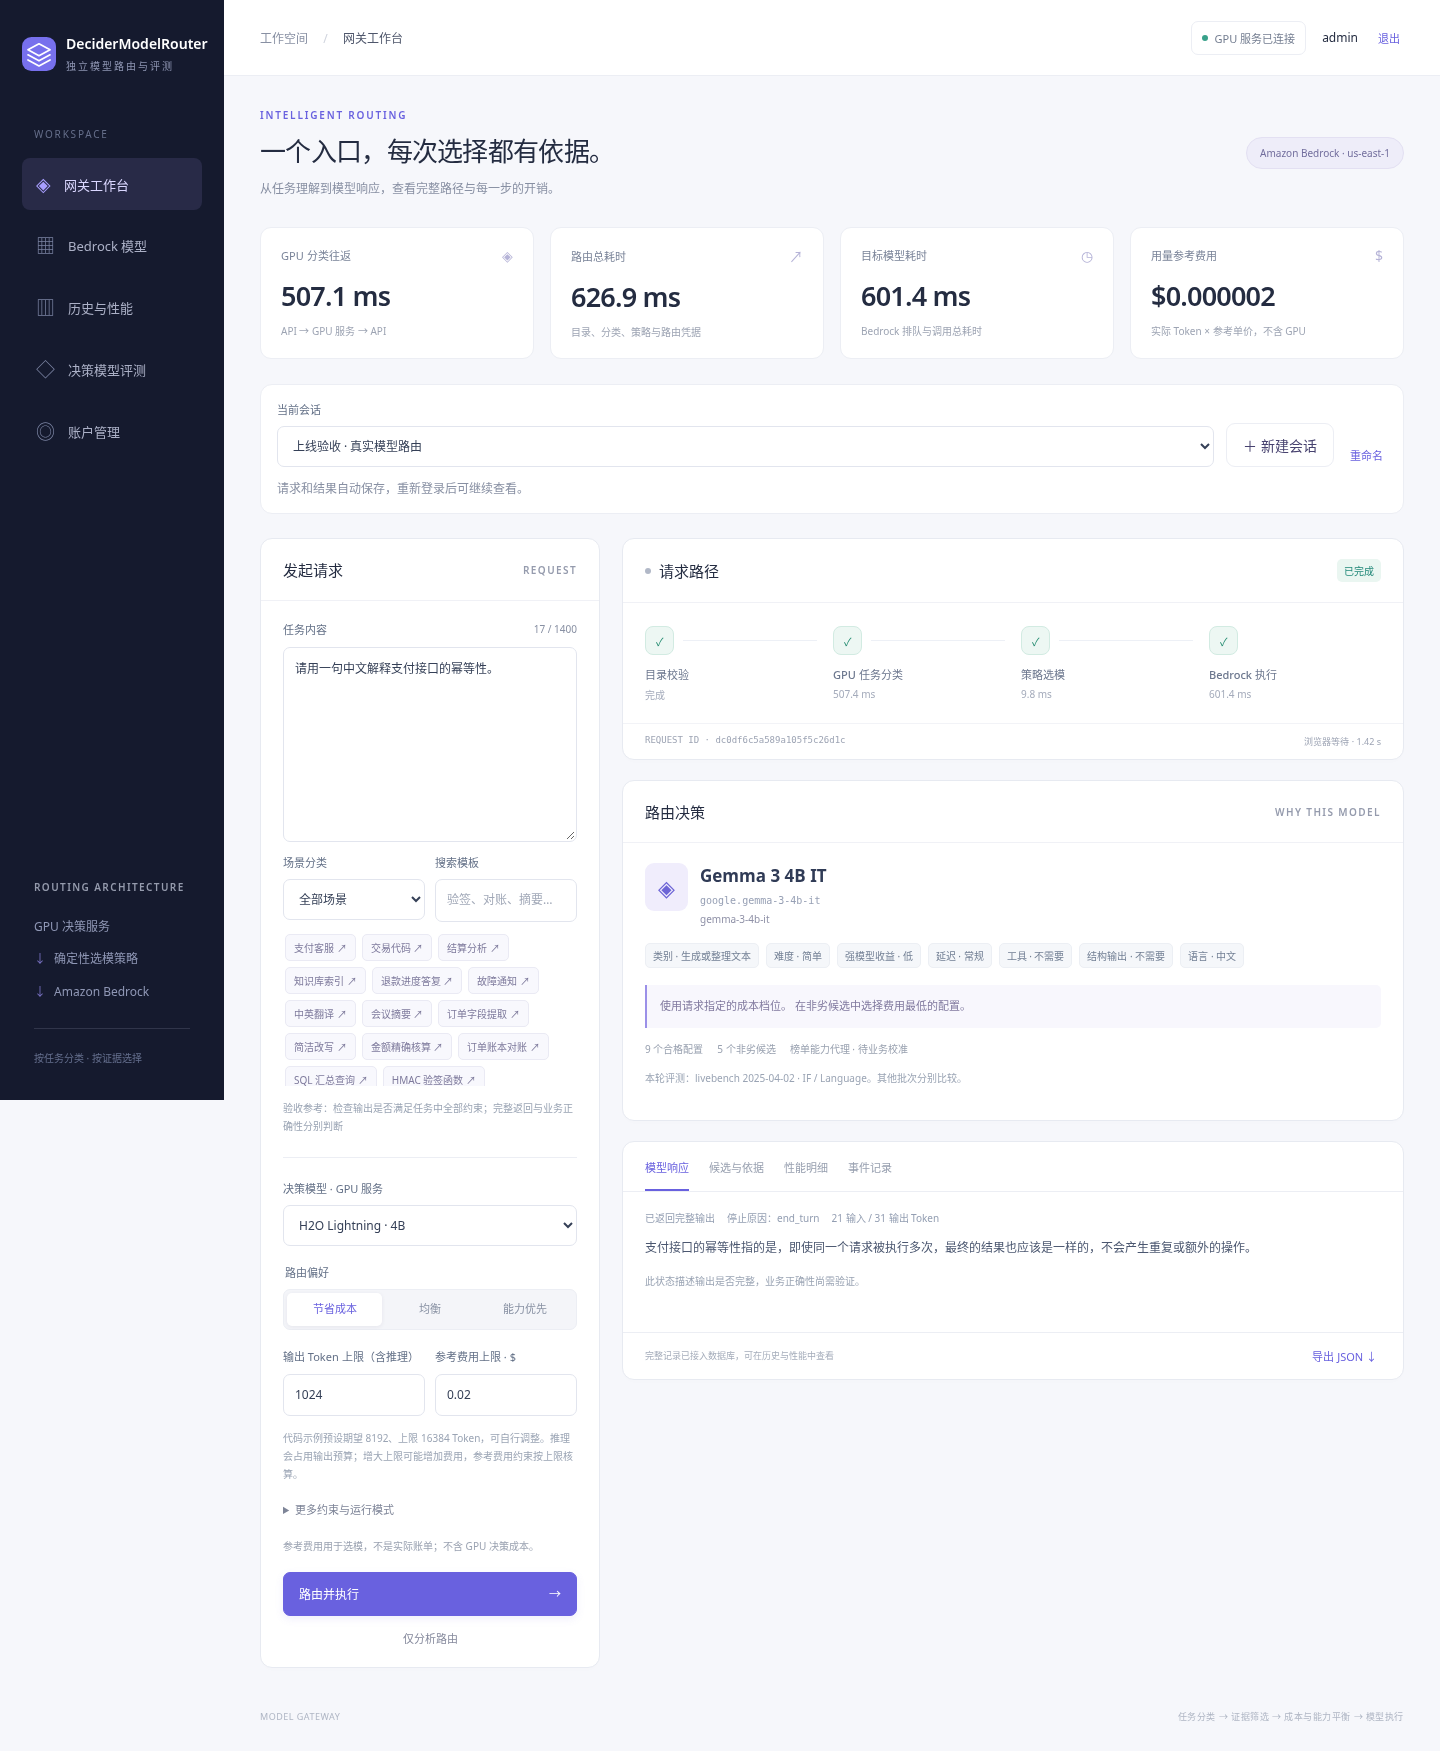 DeciderModelRouter
独立模型路由与评测
WORKSPACE
网关工作台
Bedrock 模型
历史与性能
决策模型评测
账户管理
ROUTING ARCHITECTURE
GPU 决策服务
↓ 确定性选模策略
↓ Amazon Bedrock
按任务分类 · 按证据选择
工作空间 / 网关工作台
GPU 服务已连接
admin
退出
INTELLIGENT ROUTING
一个入口，每次选择都有依据。
从任务理解到模型响应，查看完整路径与每一步的开销。
Amazon Bedrock · us-east-1
GPU 分类往返
507.1 ms
API → GPU 服务 → API
路由总耗时 ↗
626.9 ms
目录、分类、策略与路由凭据
目标模型耗时
601.4 ms
Bedrock 排队与调用总耗时
用量参考费用 $
$0.000002
实际 Token × 参考单价，不含 GPU
当前会话
上线验收 · 真实模型路由
＋ 新建会话
重命名
请求和结果自动保存，重新登录后可继续查看。
发起请求 REQUEST
任务内容 17 / 1400
请用一句中文解释支付接口的幂等性。
场景分类 搜索模板
全部场景 验签、对账、摘要...
支付客服 ↗ 交易代码 ↗ 结算分析 ↗
知识库索引 ↗ 退款进度答复 ↗ 故障通知 ↗
中英翻译 ↗ 会议摘要 ↗ 订单字段提取 ↗
简洁改写 ↗ 金额精确核算 ↗ 订单账本对账 ↗
SQL 汇总查询 ↗ HMAC 验签函数 ↗
验收参考：检查输出是否满足任务中全部约束；完整返回与业务正
确性分别判断
决策模型 · GPU 服务
H2O Lightning · 4B
路由偏好
节省成本 均衡 能力优先
输出 Token 上限（含推理） 参考费用上限 · $
1024 0.02
代码示例预设期望 8192、上限 16384 Token，可自行调整。推理
会占用输出预算；增大上限可能增加费用，参考费用约束按上限核
算。
▶ 更多约束与运行模式
参考费用用于选模，不是实际账单；不含 GPU 决策成本。
路由并执行 →
仅分析路由
请求路径 已完成
✓ ✓ ✓ ✓
目录校验 GPU 任务分类 策略选模 Bedrock 执行
完成 507.4 ms 9.8 ms 601.4 ms
REQUEST ID · dc0df6c5a589a105f5c26d1c 浏览器等待 · 1.42 s
路由决策 WHY THIS MODEL
Gemma 3 4B IT
google.gemma-3-4b-it
gemma-3-4b-it
类别 · 生成或整理文本 难度 · 简单 强模型收益 · 低 延迟 · 常规 工具 · 不需要 结构输出 · 不需要 语言 · 中文
使用请求指定的成本档位。 在非劣候选中选择费用最低的配置。
9 个合格配置 5 个非劣候选 榜单能力代理 · 待业务校准
本轮评测：livebench 2025-04-02 · IF / Language。其他批次分别比较。
模型响应 候选与依据 性能明细 事件记录
已返回完整输出 停止原因：end_turn 21 输入 / 31 输出 Token
支付接口的幂等性指的是，即使同一个请求被执行多次，最终的结果也应该是一样的，不会产生重复或额外的操作。
此状态描述输出是否完整，业务正确性尚需验证。
完整记录已接入数据库，可在历史与性能中查看 导出 JSON ↓
MODEL GATEWAY 任务分类 → 证据筛选 → 成本与能力平衡 → 模型执行